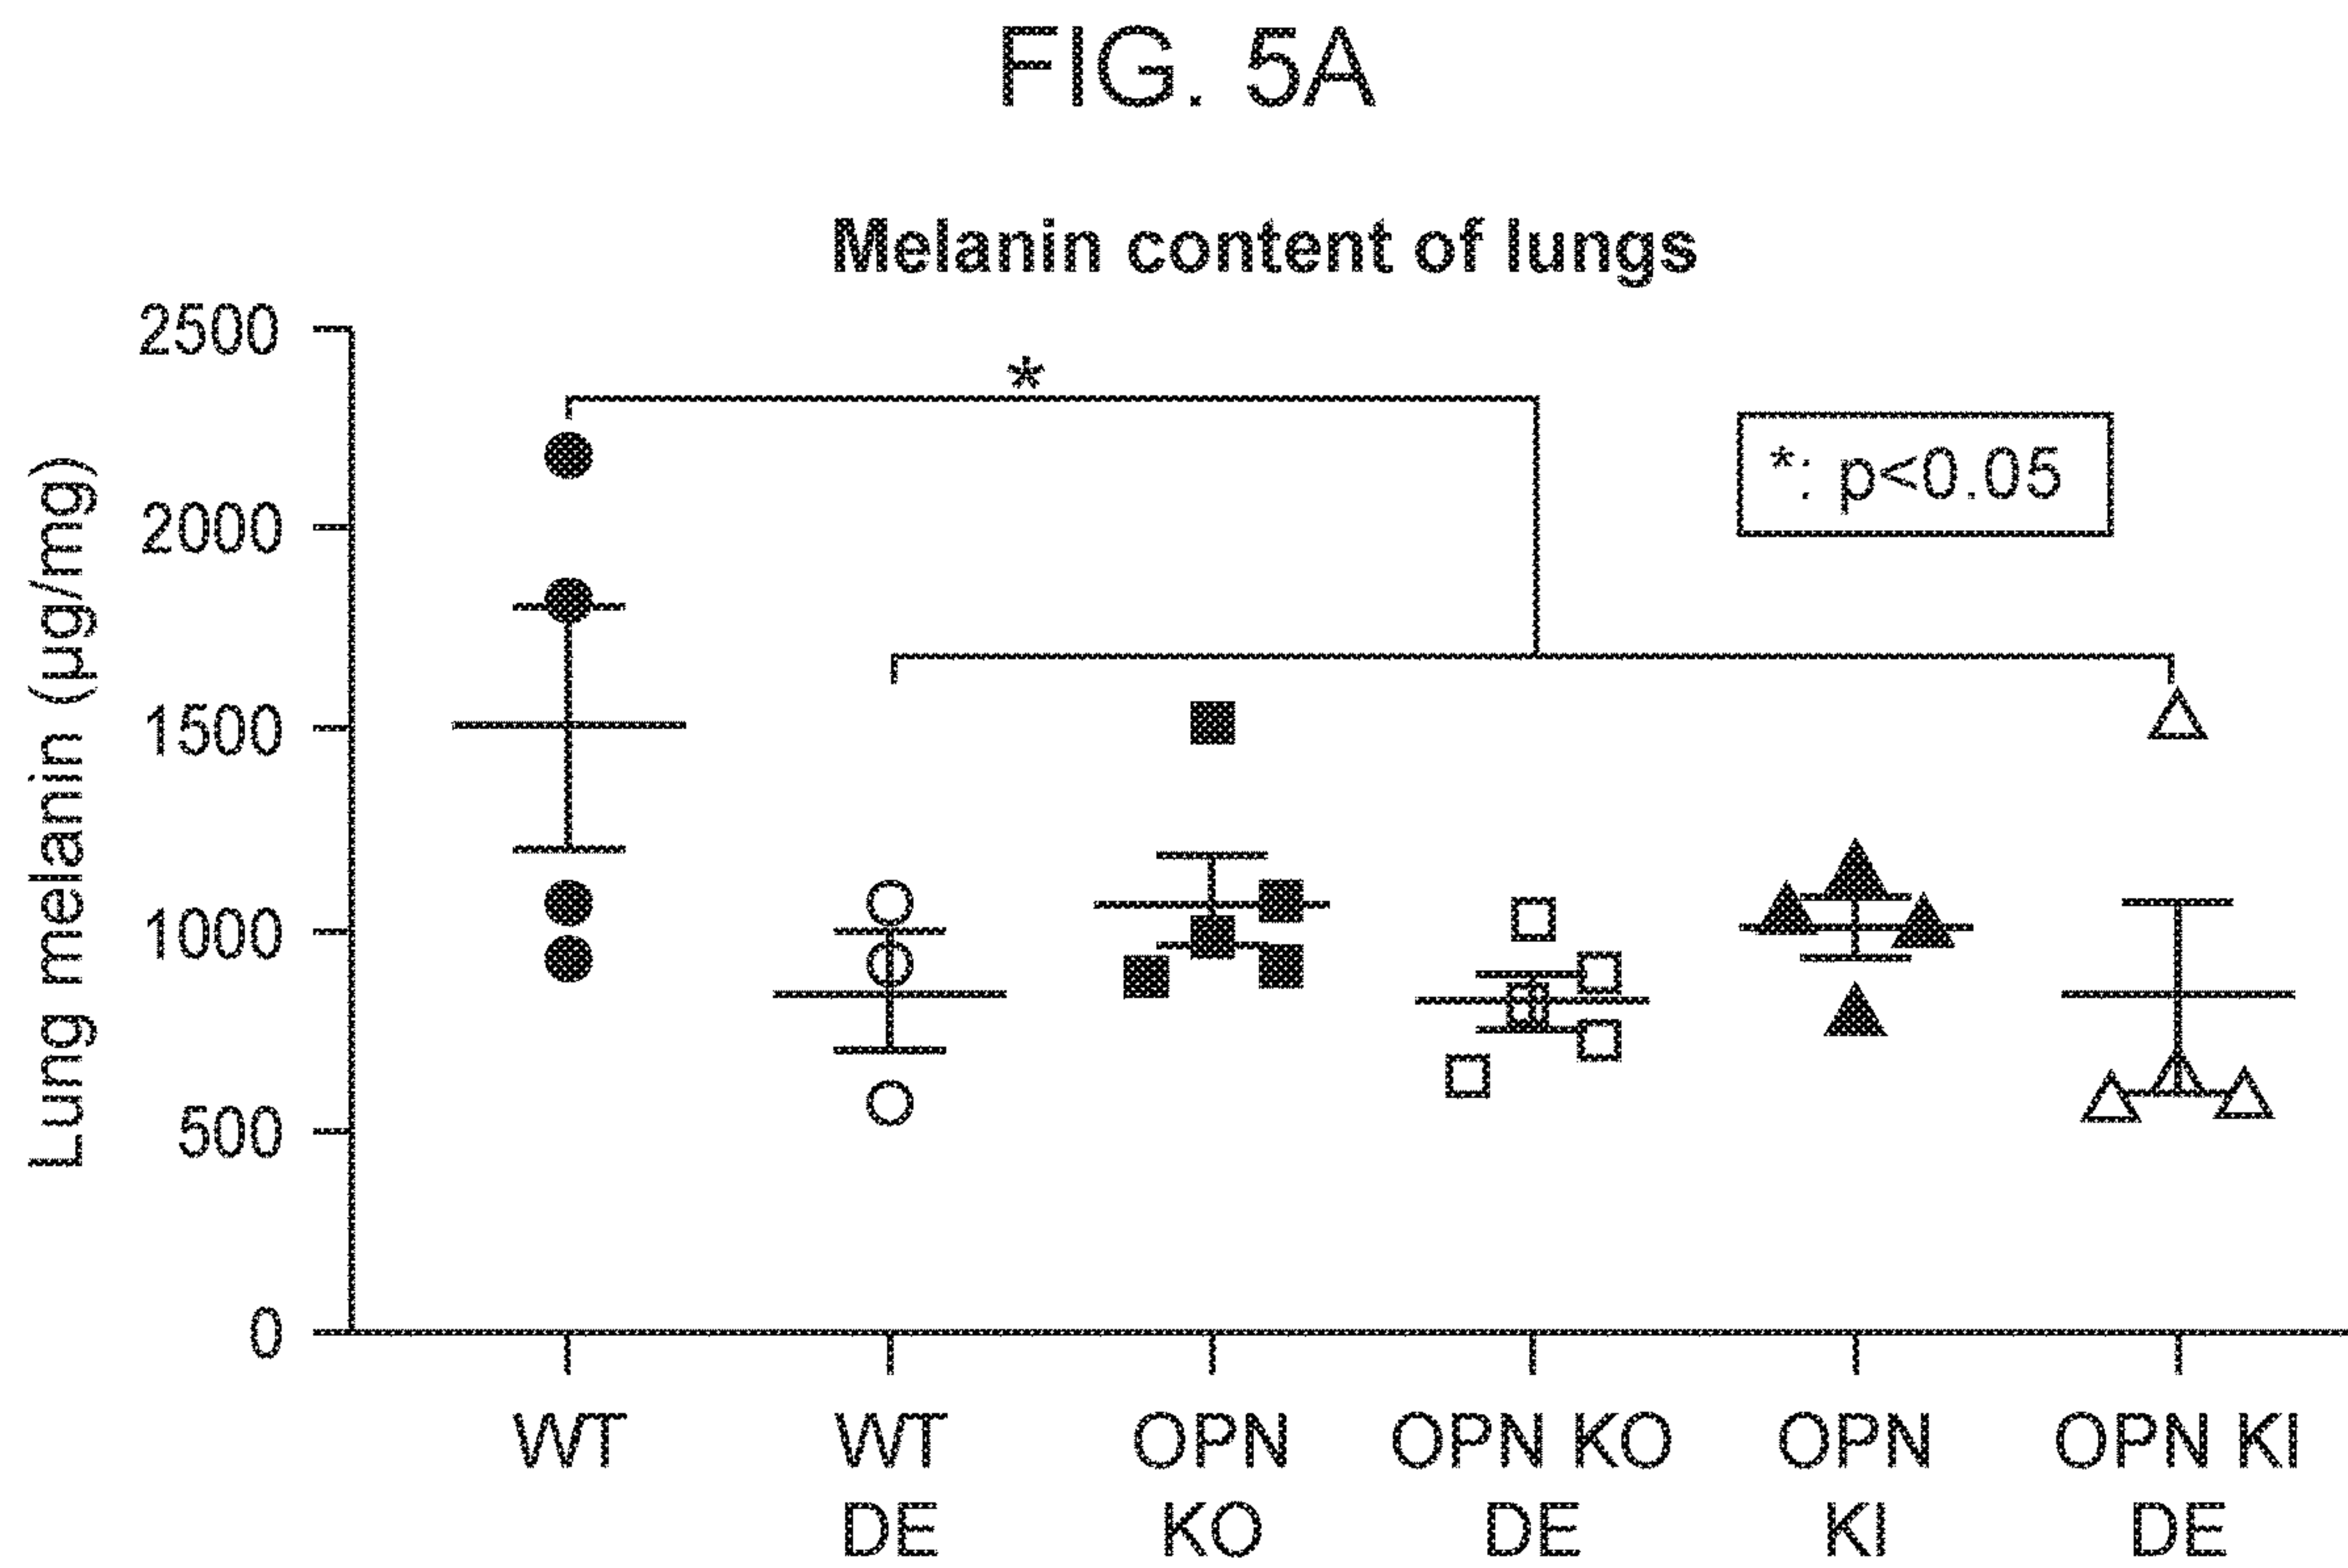 FIG. 5A
Melanin content of lungs
Lung melanin (µg/mg)
2500
2000
1500
1000
500
0
*
*: p<0.05
WT
WT DE
OPN KO
OPN KO DE
OPN KI
OPN KI DE